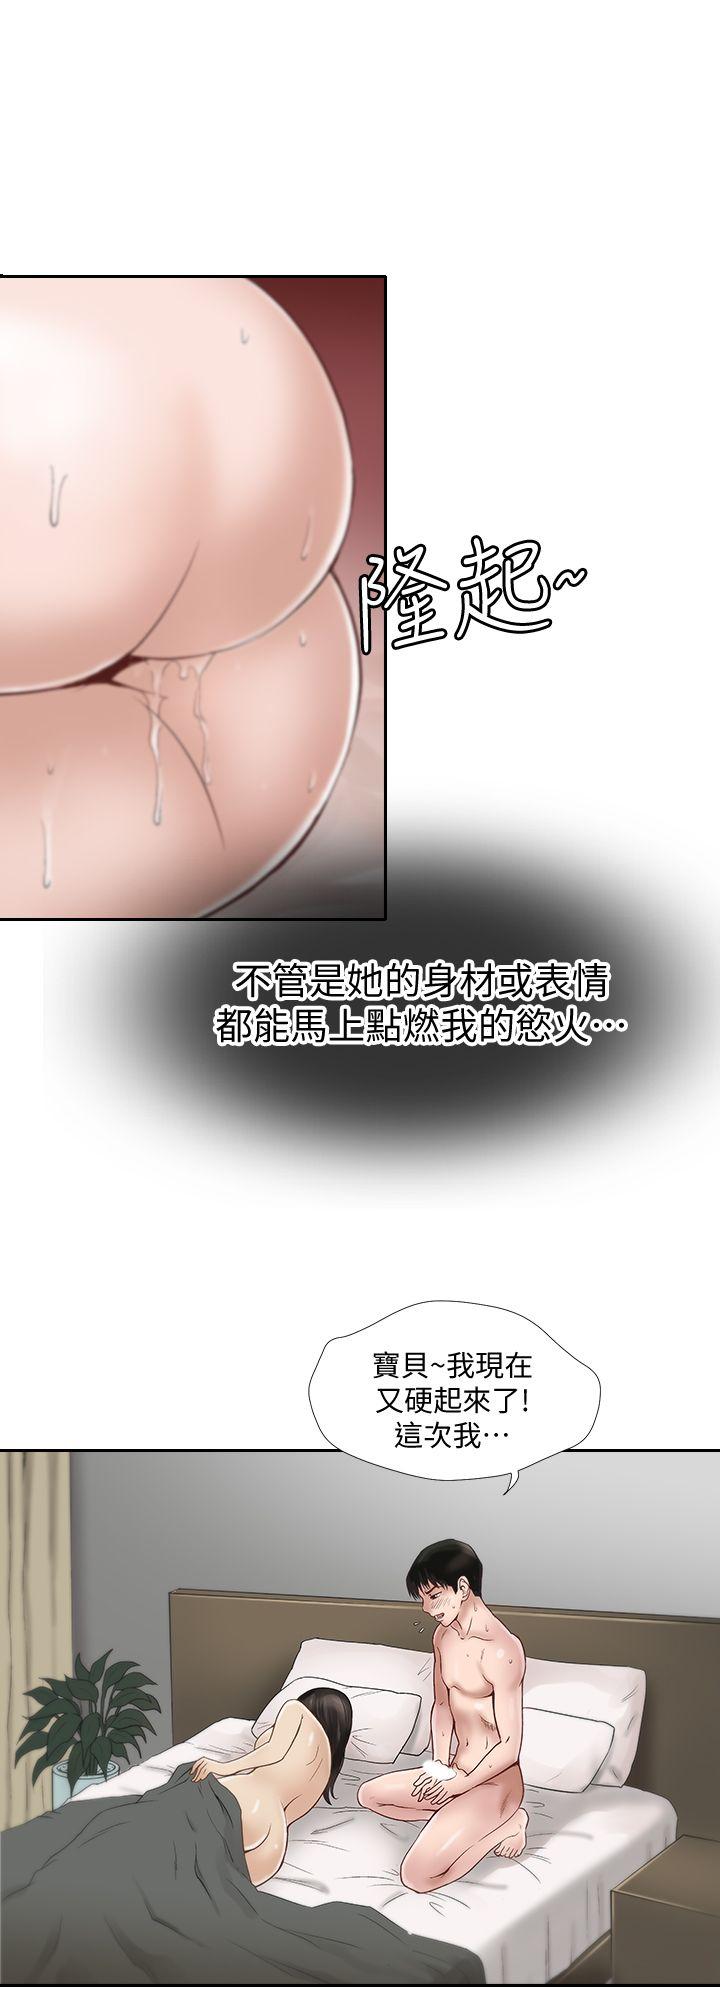 隆起~
不管是她的身材或表情
都能馬上點燃我的慾火…
寶貝~我現在
又硬起來了!
這次我…